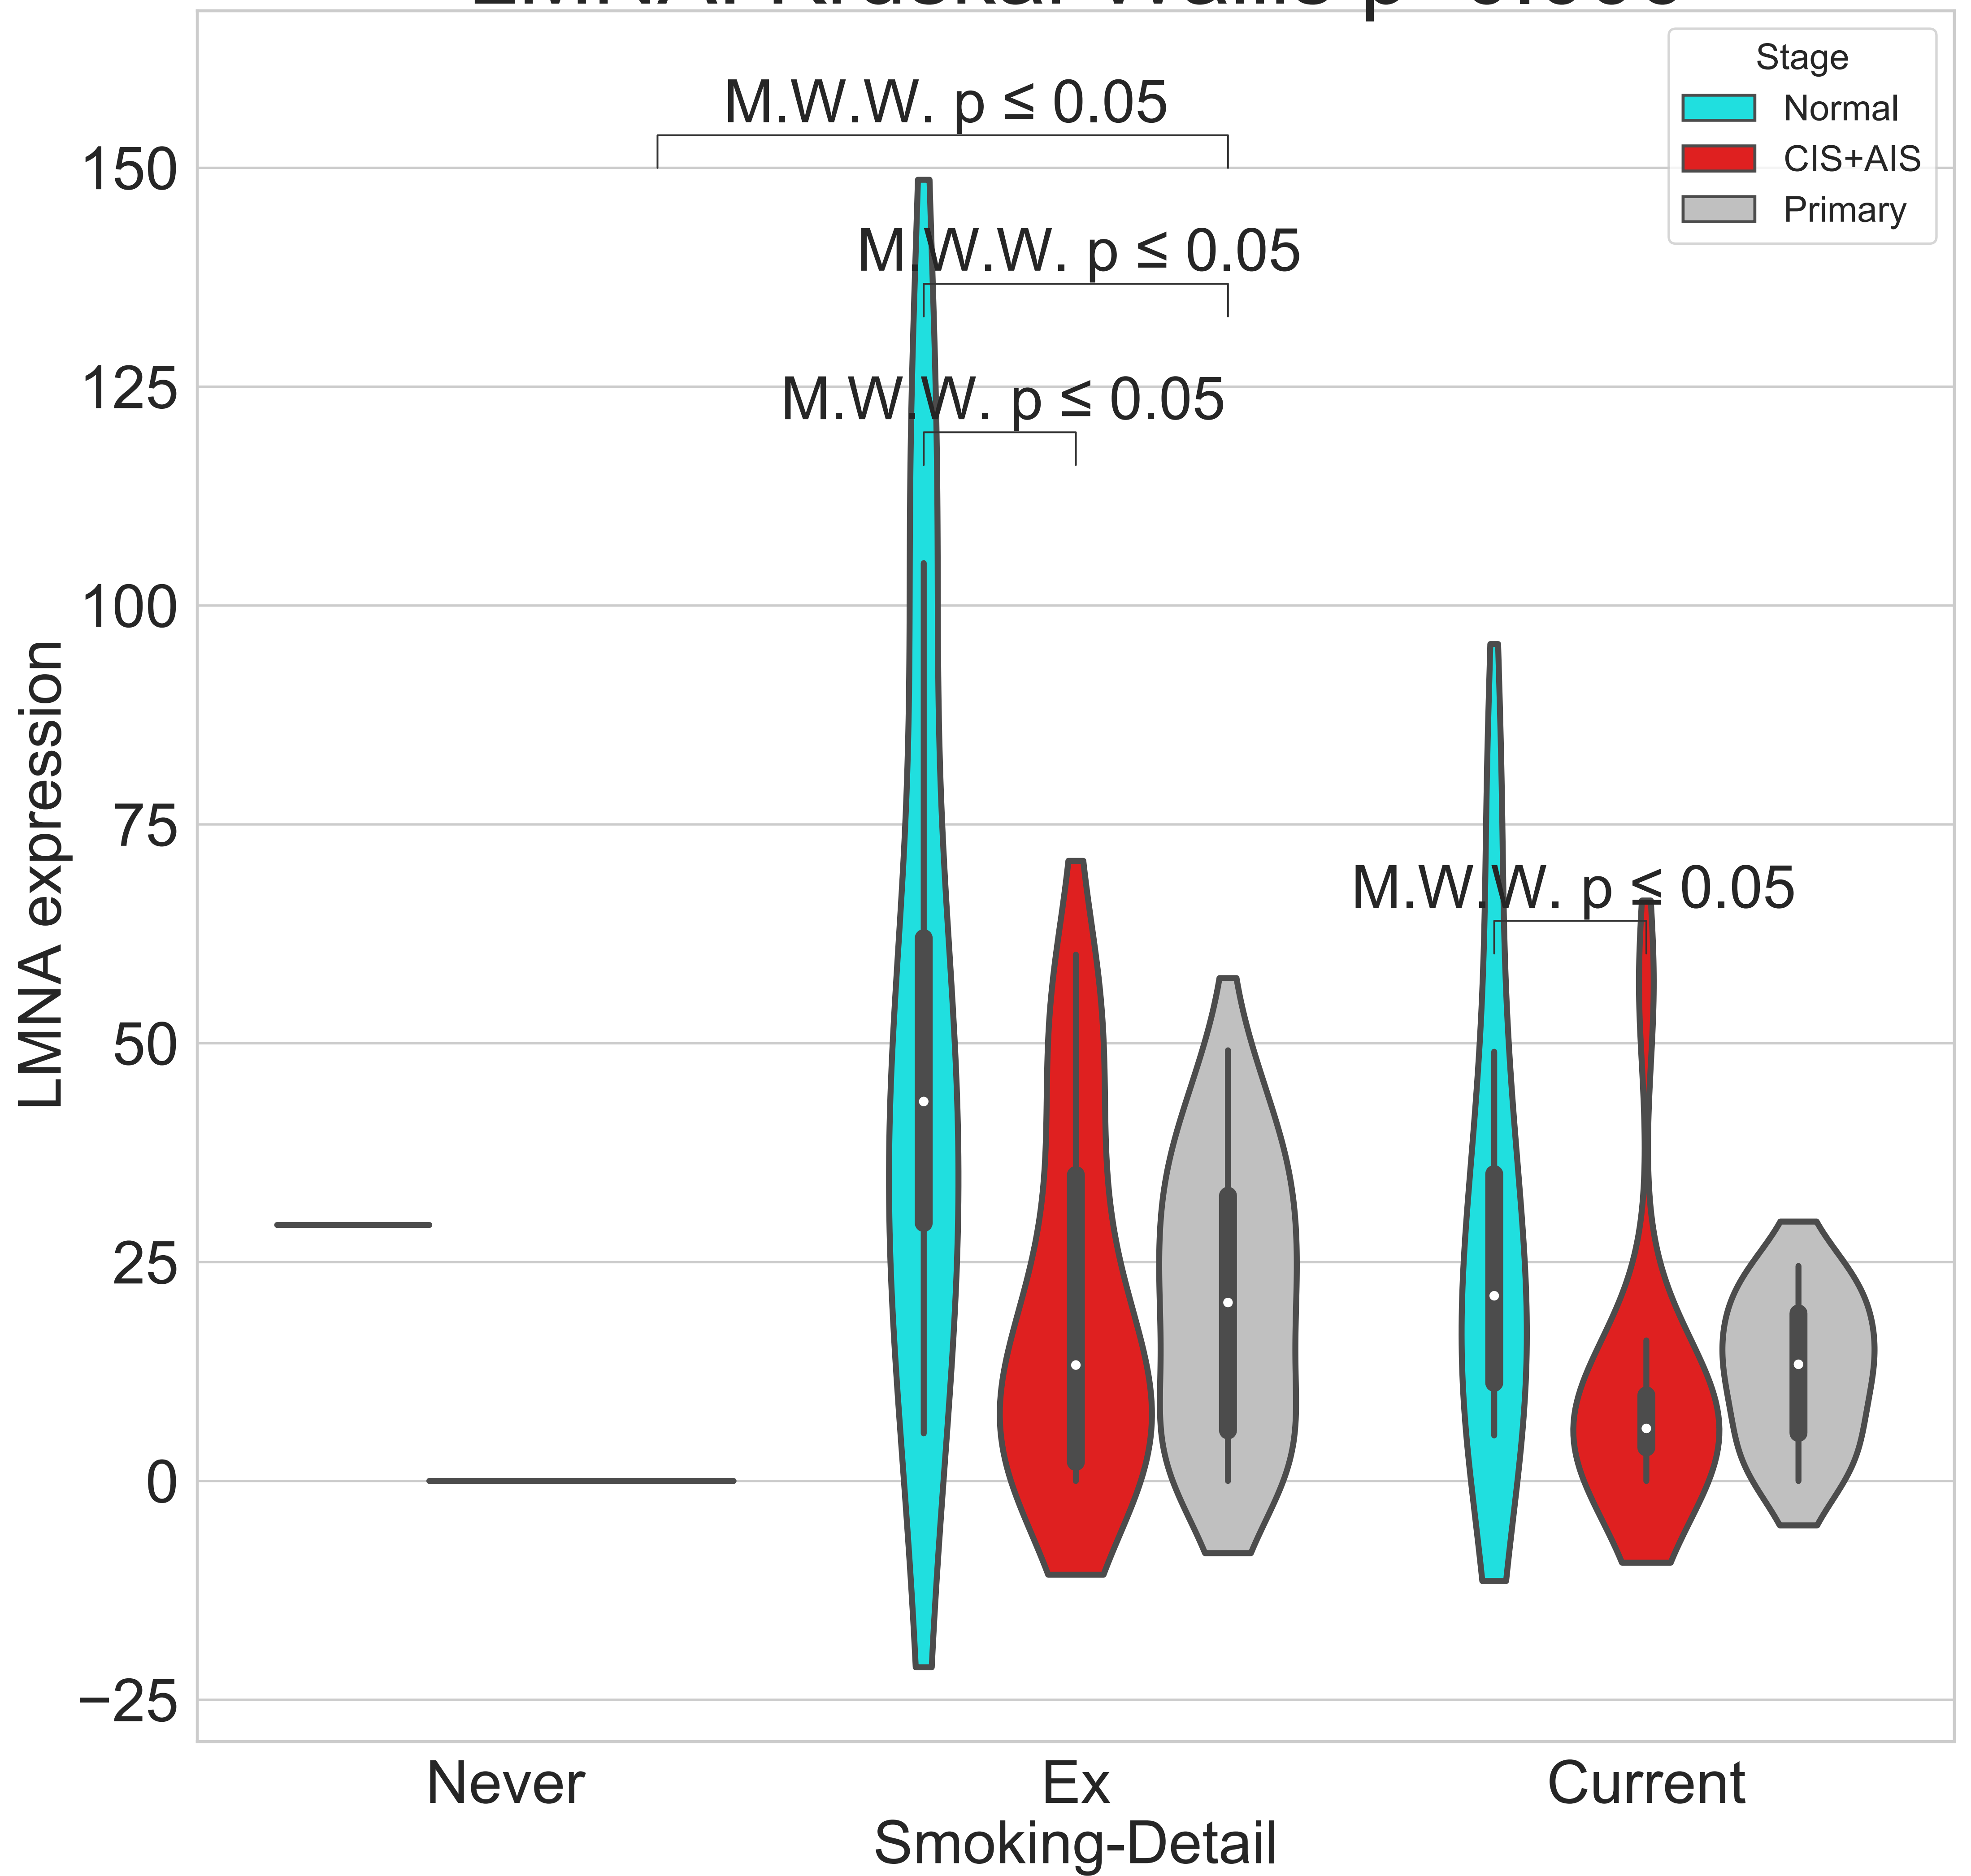 Stage
Normal
CIS+AIS
Primary
M.W.W. p ≤ 0.05
M.W.W. p ≤ 0.05
M.W.W. p ≤ 0.05
M.W.W. p ≤ 0.05
150
125
100
75
50
25
0
−25
LMNA expression
Never
Ex
Current
Smoking-Detail